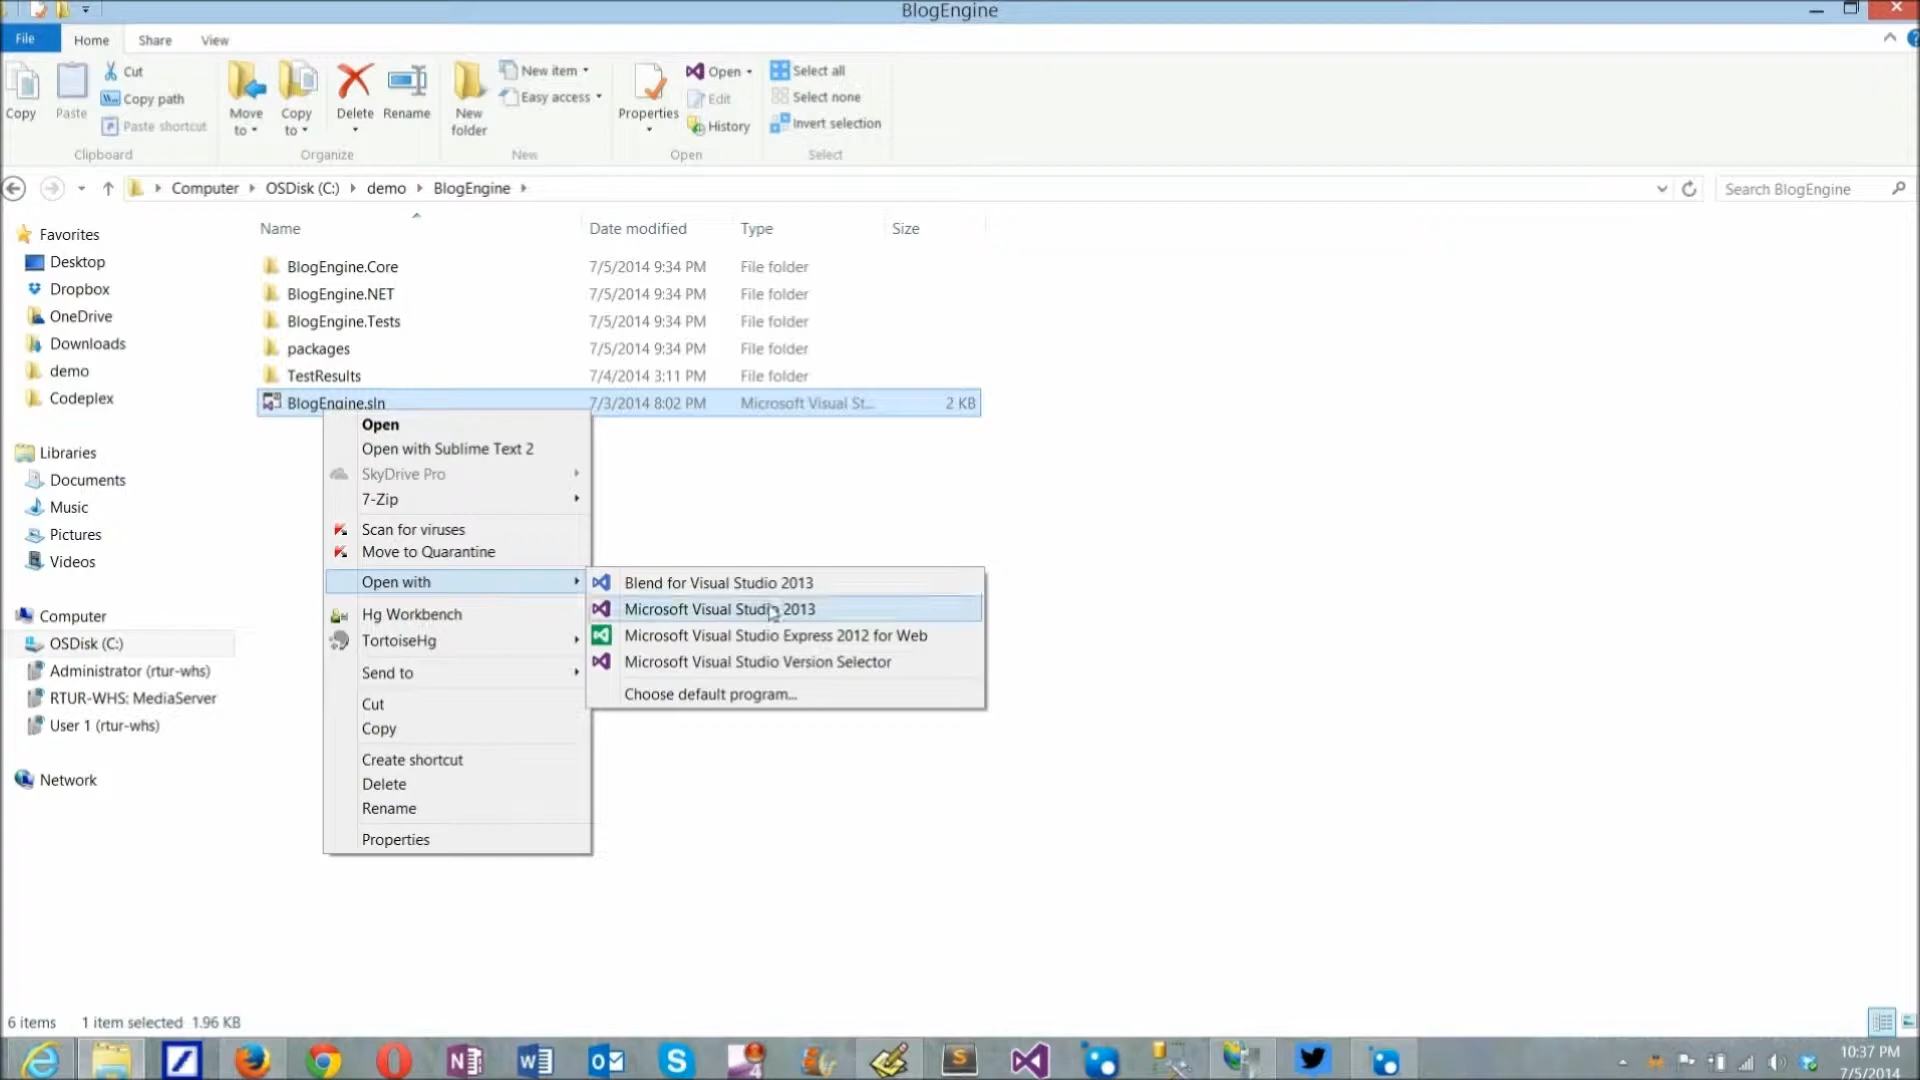 BlogEngine
File Home Share View
Copy
Paste
Cut
Copy path
Paste shortcut
Clipboard
Move to
Copy to
Delete
Rename
Organize
New folder
New item
Easy access
New
Properties
Open
Edit
History
Open
Select all
Select none
Invert selection
Select
Computer OSDisk (C:) demo BlogEngine
Search BlogEngine
Name Date modified Type Size
Favorites
Desktop
Dropbox
OneDrive
Downloads
demo
Codeplex
Libraries
Documents
Music
Pictures
Videos
Computer
OSDisk (C:)
Administrator (rtur-whs)
RTUR-WHS: MediaServer
User 1 (rtur-whs)
Network
BlogEngine.Core 7/5/2014 9:34 PM File folder
BlogEngine.NET 7/5/2014 9:34 PM File folder
BlogEngine.Tests 7/5/2014 9:34 PM File folder
packages 7/5/2014 9:34 PM File folder
TestResults 7/4/2014 3:11 PM File folder
BlogEngine.sln 7/3/2014 8:02 PM Microsoft Visual St... 2 KB
Open
Open with Sublime Text 2
SkyDrive Pro
7-Zip
Scan for viruses
Move to Quarantine
Open with
Hg Workbench
TortoiseHg
Send to
Cut
Copy
Create shortcut
Delete
Rename
Properties
Blend for Visual Studio 2013
Microsoft Visual Studio 2013
Microsoft Visual Studio Express 2012 for Web
Microsoft Visual Studio Version Selector
Choose default program...
6 items 1 item selected 1.96 KB
10:37 PM
7/5/2014